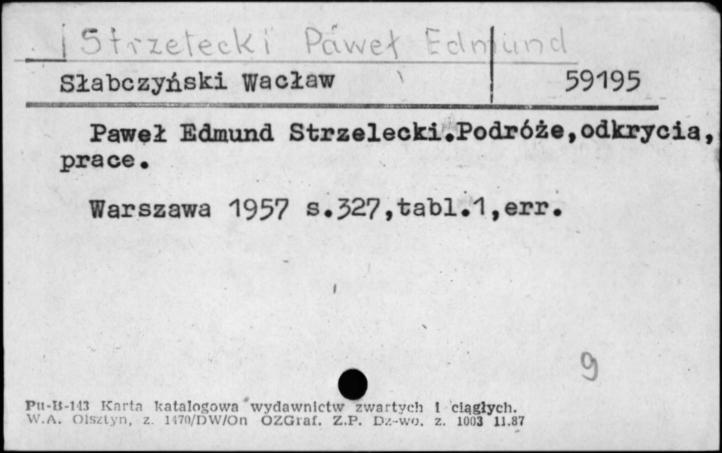 Strzelecki Paweł Edmund
Słabczyński Wacław 59195
Paweł Edmund Strzelecki.Podróże,odkrycia,
prace.
Warszawa 1957 s.327,tabl.1,err.
9
Pu-B-143 Karta katalogowa wydawnictw zwartych i ciągłych.
W.A. Olsztyn, z. 1470/DW/On OZGraf. Z.P. Dz-wo. z. 1003 11.87